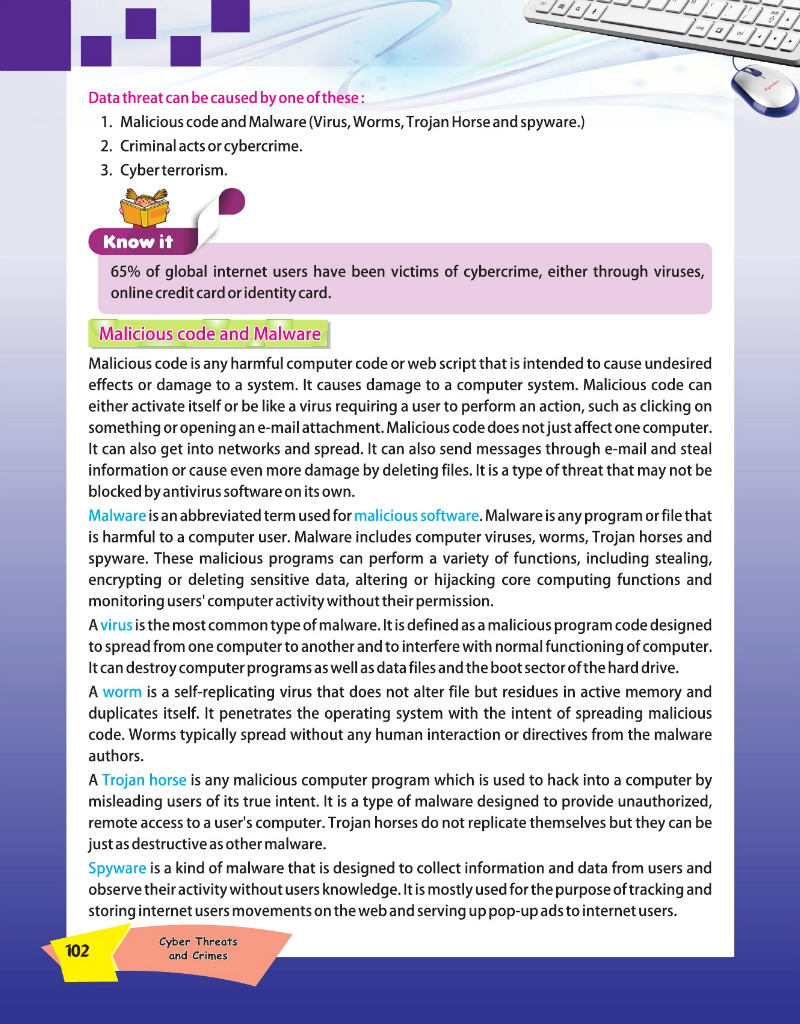 Data threat can be caused by one of these :
1. Malicious code and Malware (Virus, Worms, Trojan Horse and spyware.)
2. Criminal acts or cybercrime.
3. Cyber terrorism.
Know it
65% of global internet users have been victims of cybercrime, either through viruses,
online credit card or identity card.
Malicious code and Malware
Malicious code is any harmful computer code or web script that is intended to cause undesired
effects or damage to a system. It causes damage to a computer system. Malicious code can
either activate itself or be like a virus requiring a user to perform an action, such as clicking on
something or opening an e-mail attachment. Malicious code does not just affect one computer.
It can also get into networks and spread. It can also send messages through e-mail and steal
information or cause even more damage by deleting files. It is a type of threat that may not be
blocked by antivirus software on its own.
Malware is an abbreviated term used for malicious software. Malware is any program or file that
is harmful to a computer user. Malware includes computer viruses, worms, Trojan horses and
spyware. These malicious programs can perform a variety of functions, including stealing,
encrypting or deleting sensitive data, altering or hijacking core computing functions and
monitoring users' computer activity without their permission.
A virus is the most common type of malware. It is defined as a malicious program code designed
to spread from one computer to another and to interfere with normal functioning of computer.
It can destroy computer programs as well as data files and the boot sector of the hard drive.
A worm is a self-replicating virus that does not alter file but residues in active memory and
duplicates itself. It penetrates the operating system with the intent of spreading malicious
code. Worms typically spread without any human interaction or directives from the malware
authors.
A Trojan horse is any malicious computer program which is used to hack into a computer by
misleading users of its true intent. It is a type of malware designed to provide unauthorized,
remote access to a user's computer. Trojan horses do not replicate themselves but they can be
just as destructive as other malware.
Spyware is a kind of malware that is designed to collect information and data from users and
observe their activity without users knowledge. It is mostly used for the purpose of tracking and
storing internet users movements on the web and serving up pop-up ads to internet users.
102
Cyber Threats
and Crimes